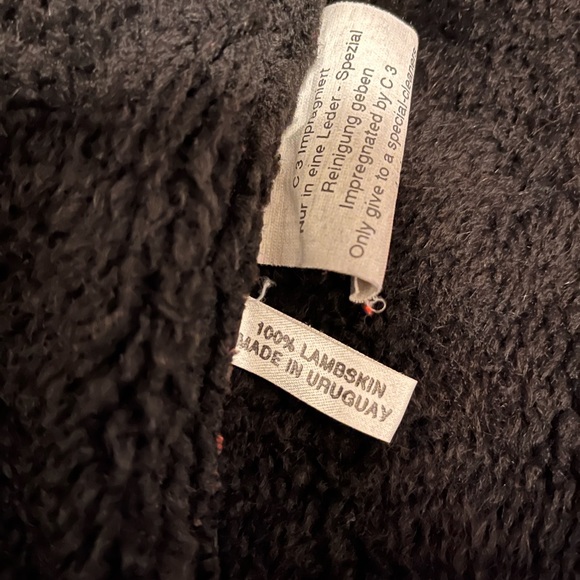 C 3 Imprägniert
Nur in eine Leder - Spezial
Reinigung geben
Impregnated by C 3
Only give to a special-cleaner
100% LAMBSKIN
MADE IN URUGUAY